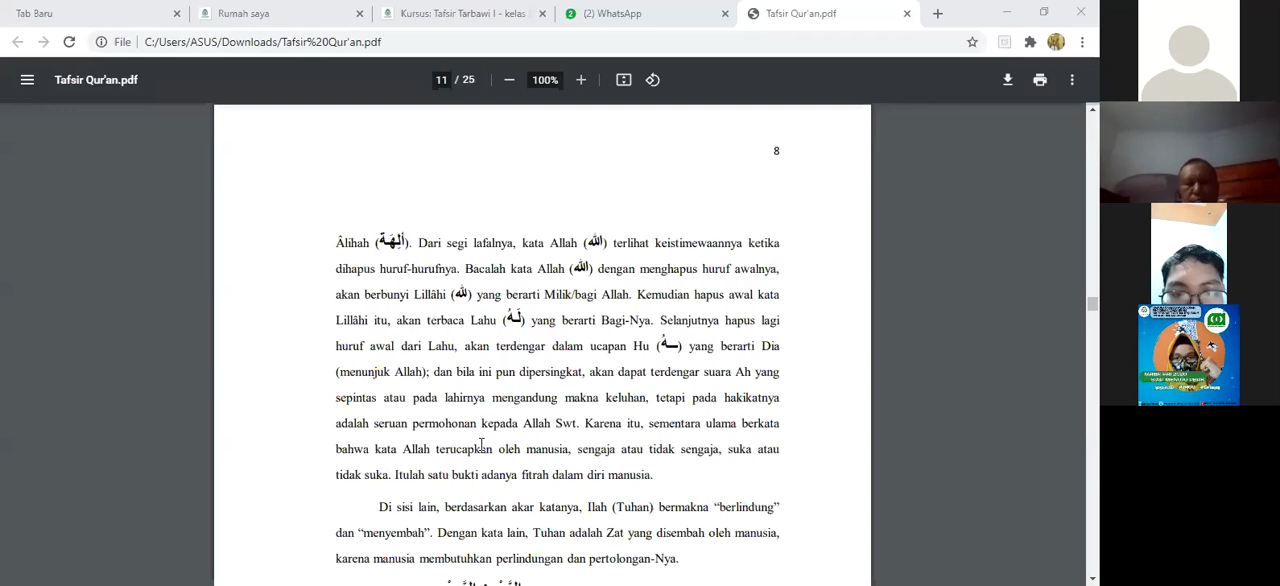 Tab Baru
Rumah saya
Kursus: Tafsir Tarbawi I - kelas
(2) WhatsApp
Tafsir Qur'an.pdf
File
C:/Users/ASUS/Downloads/Tafsir%20Qur'an.pdf
Tafsir Qur'an.pdf
11 / 25
100%
8
Âlihah (أَلِهَة). Dari segi lafalnya, kata Allah (الله) terlihat keistimewaannya ketika
dihapus huruf-hurufnya. Bacalah kata Allah (الله) dengan menghapus huruf awalnya,
akan berbunyi Lillâhi (لله) yang berarti Milik/bagi Allah. Kemudian hapus awal kata
Lillâhi itu, akan terbaca Lahu (لَهُ) yang berarti Bagi-Nya. Selanjutnya hapus lagi
huruf awal dari Lahu, akan terdengar dalam ucapan Hu (ـهُ) yang berarti Dia
(menunjuk Allah); dan bila ini pun dipersingkat, akan dapat terdengar suara Ah yang
sepintas atau pada lahirnya mengandung makna keluhan, tetapi pada hakikatnya
adalah seruan permohonan kepada Allah Swt. Karena itu, sementara ulama berkata
bahwa kata Allah terucapkan oleh manusia, sengaja atau tidak sengaja, suka atau
tidak suka. Itulah satu bukti adanya fitrah dalam diri manusia.
Di sisi lain, berdasarkan akar katanya, Ilah (Tuhan) bermakna “berlindung”
dan “menyembah”. Dengan kata lain, Tuhan adalah Zat yang disembah oleh manusia,
karena manusia membutuhkan perlindungan dan pertolongan-Nya.